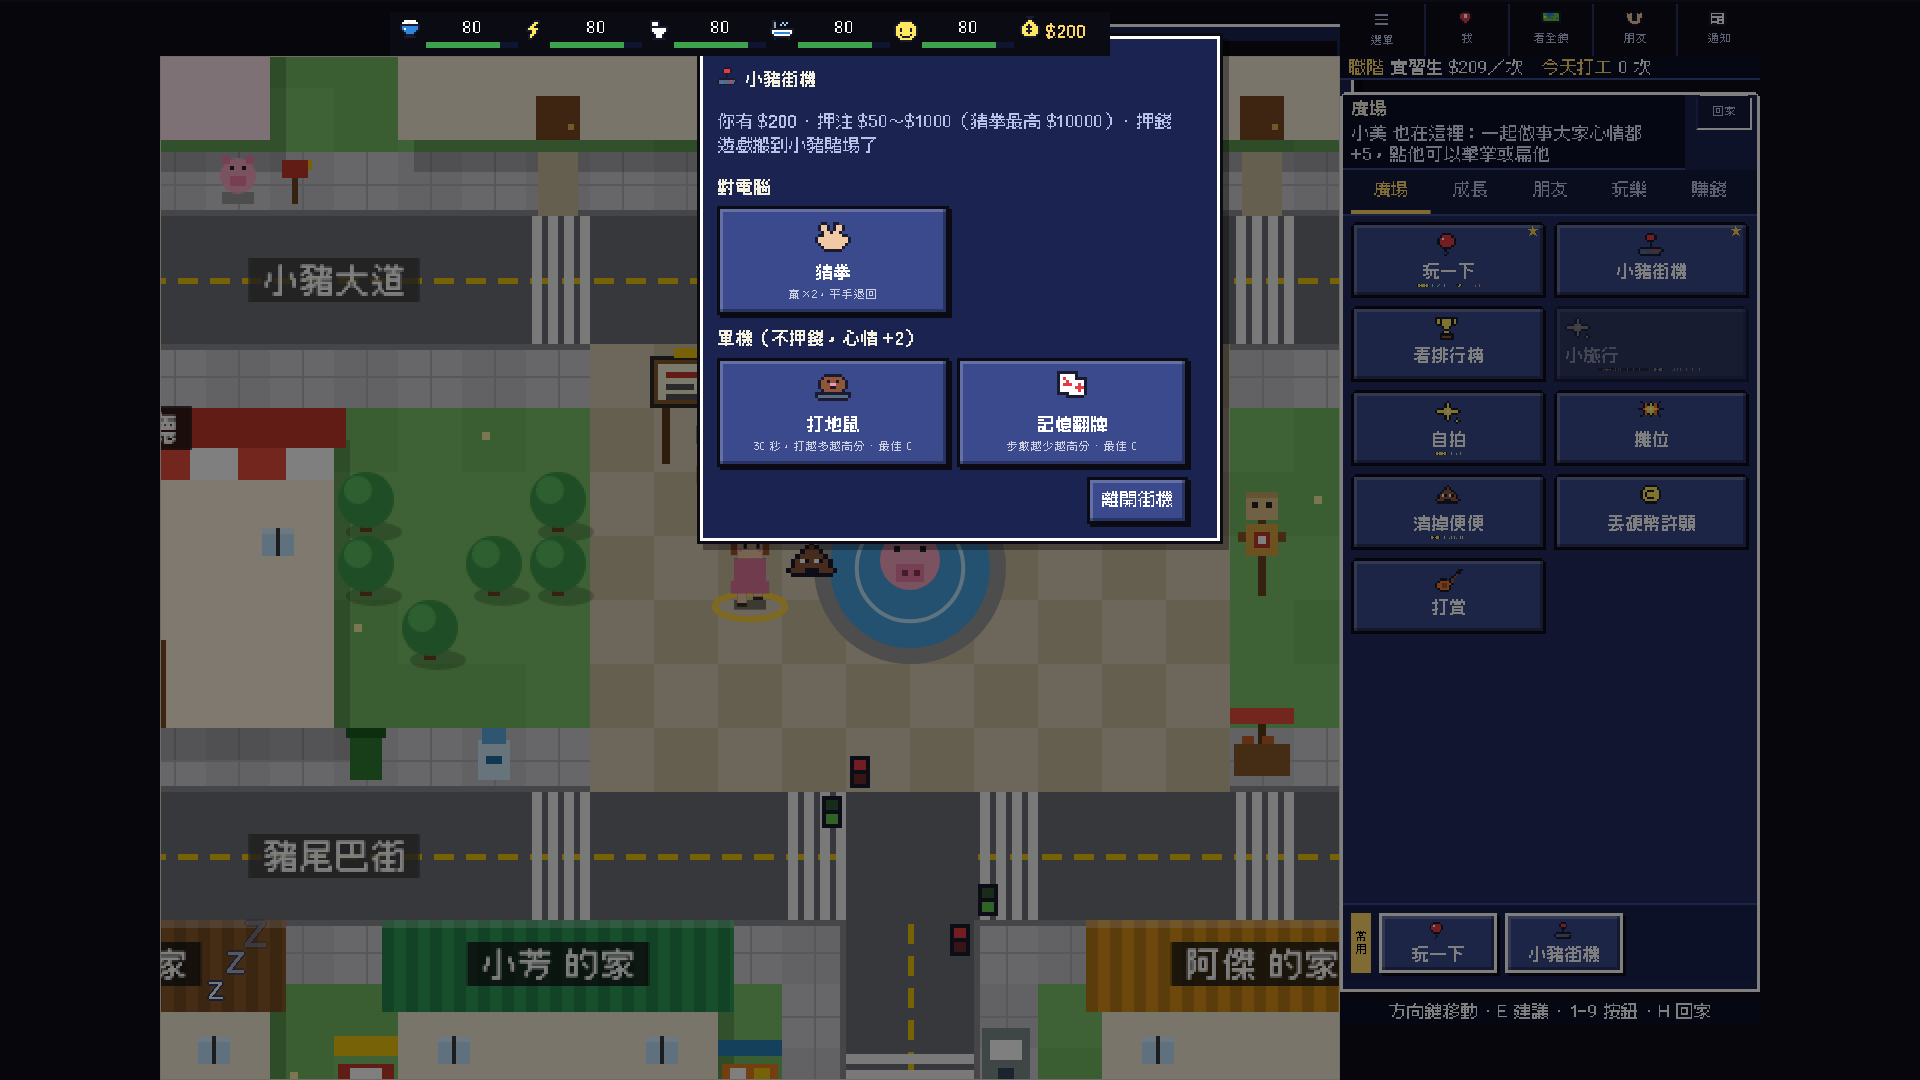 80
80
80
80
80
$200
選單
我
看全鎮
朋友
通知
職階 實習生 $209／次 今天打工 0 次
小豬街機
你有 $200 · 押注 $50～$1000（猜拳最高 $10000）· 押錢
遊戲搬到小豬賭場了
對電腦
猜拳
贏 ×2，平手退回
單機（不押錢，心情 +2）
打地鼠
30 秒，打越多越高分 · 最佳 0
記憶翻牌
步數越少越高分 · 最佳 0
離開街機
廣場
回家
小美 也在這裡：一起做事大家心情都
+5，點他可以擊掌或扁他
廣場
成長
朋友
玩樂
賺錢
玩一下
小豬街機
看排行榜
小旅行
自拍
攤位
清掉便便
丟硬幣許願
打賞
常用
玩一下
小豬街機
方向鍵移動 · E 建議 · 1-9 按鈕 · H 回家
小豬大道
豬尾巴街
家
z
z
z
小芳 的家
阿傑 的家